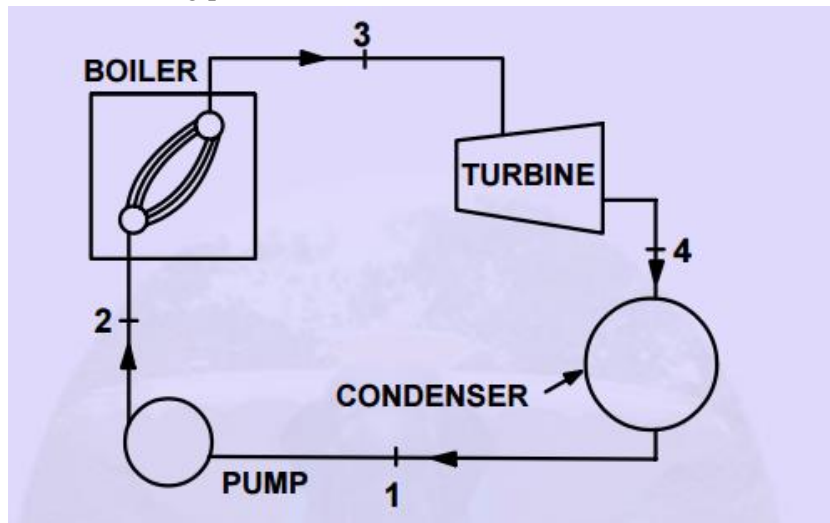 3
BOILER
TURBINE
4
2
CONDENSER
PUMP
1